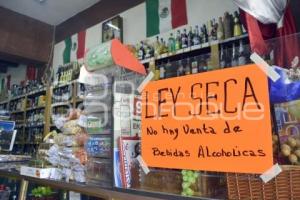 LEY SECA
No hay Venta de
Bebidas Alcoholicas